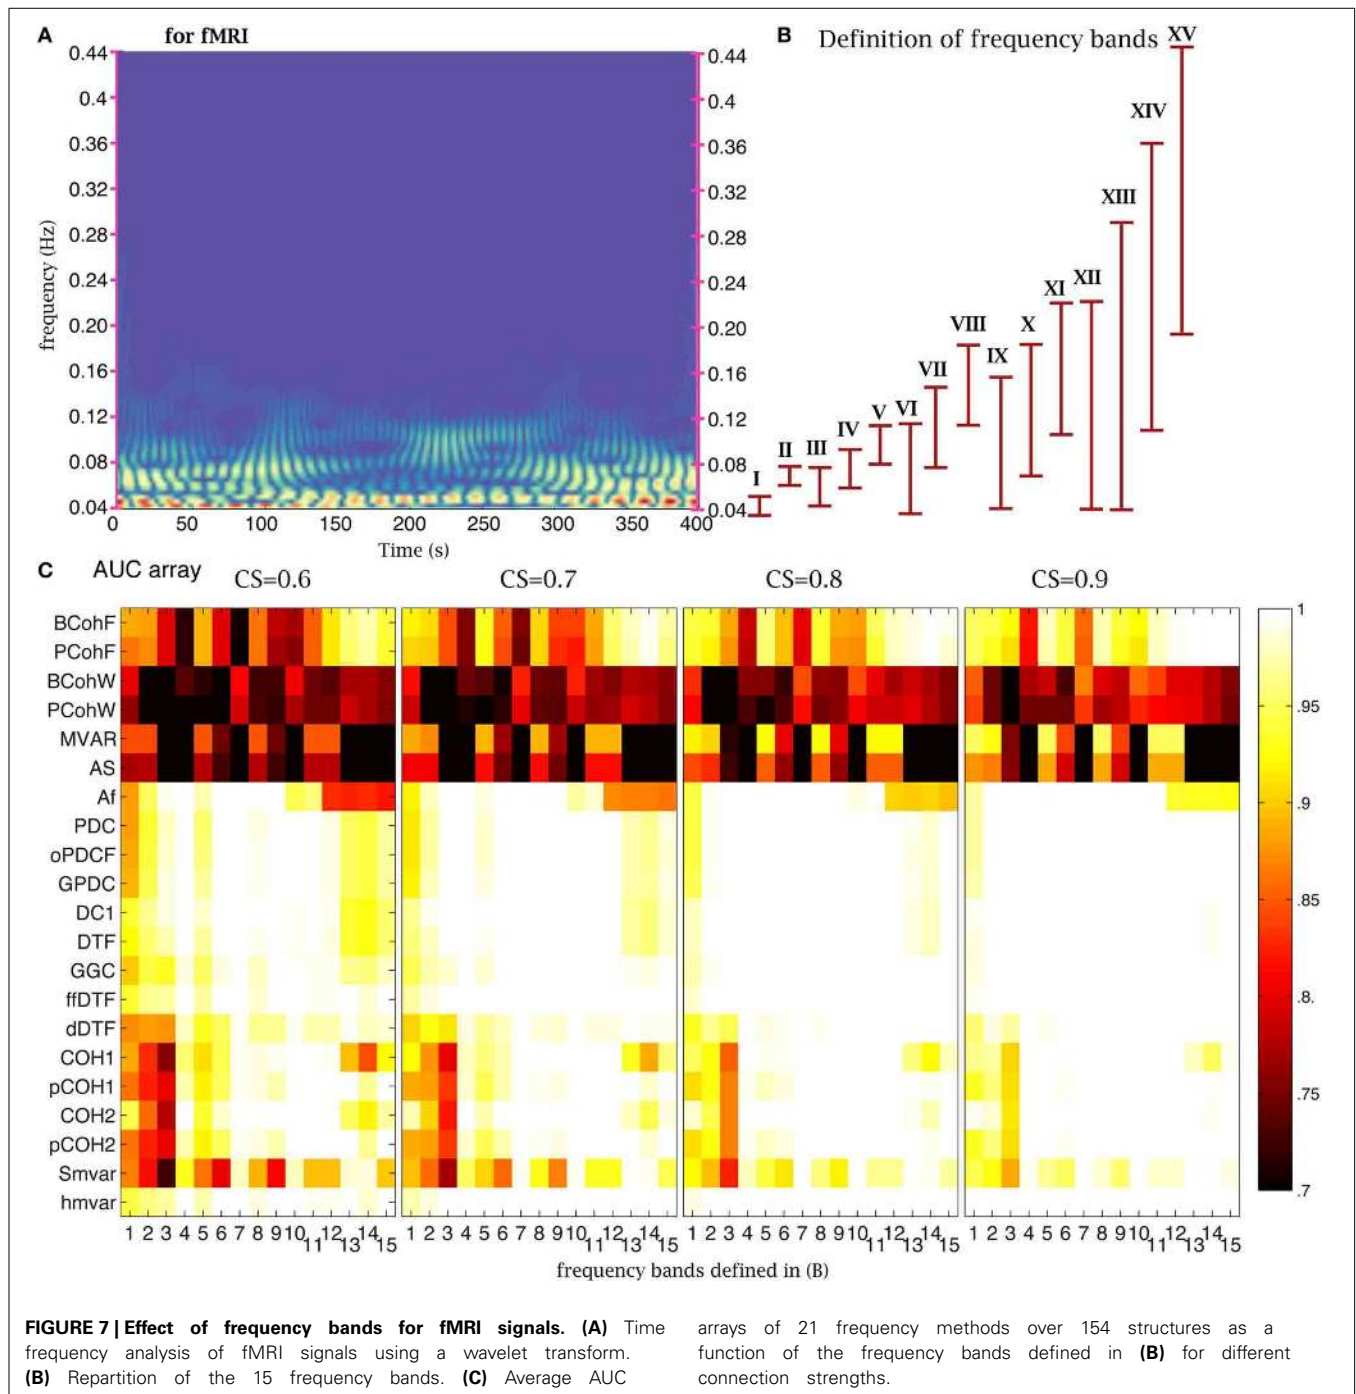 A for fMRI
0.44
0.4
0.36
0.32
0.28
0.24
0.20
0.16
0.12
0.08
0.04
frequency (Hz)
0 50 100 150 200 250 300 350 400
Time (s)
0.44
0.4
0.36
0.32
0.28
0.24
0.20
0.16
0.12
0.08
0.04
B Definition of frequency bands
I
II
III
IV
V
VI
VII
VIII
IX
X
XI
XII
XIII
XIV
XV
C AUC array
CS=0.6 CS=0.7 CS=0.8 CS=0.9
BCohF
PCohF
BCohW
PCohW
MVAR
AS
Af
PDC
oPDCF
GPDC
DC1
DTF
GGC
ffDTF
dDTF
COH1
pCOH1
COH2
pCOH2
Smvar
hmvar
1 2 3 4 5 6 7 8 9 10 11 12 13 14 15
1 2 3 4 5 6 7 8 9 10 11 12 13 14 15
1 2 3 4 5 6 7 8 9 10 11 12 13 14 15
1 2 3 4 5 6 7 8 9 10 11 12 13 14 15
frequency bands defined in (B)
1
.95
.9
.85
.8.
.75
.7
FIGURE 7 | Effect of frequency bands for fMRI signals. (A) Time
frequency analysis of fMRI signals using a wavelet transform.
(B) Repartition of the 15 frequency bands. (C) Average AUC
arrays of 21 frequency methods over 154 structures as a
function of the frequency bands defined in (B) for different
connection strengths.